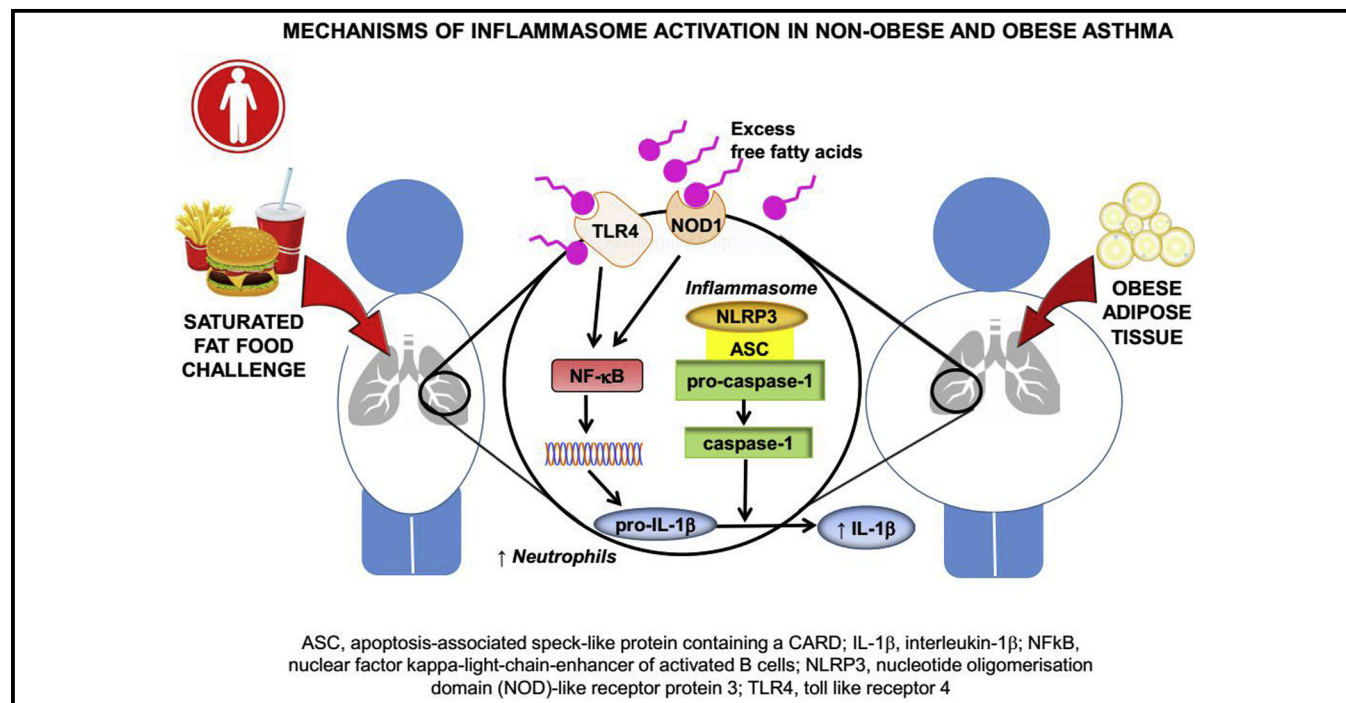 MECHANISMS OF INFLAMMASOME ACTIVATION IN NON-OBESE AND OBESE ASTHMA
Excess
free fatty acids
TLR4
NOD1
SATURATED
FAT FOOD
CHALLENGE
OBESE
ADIPOSE
TISSUE
Inflammasome
NLRP3
ASC
NF-κB
pro-caspase-1
caspase-1
pro-IL-1β
↑ IL-1β
↑ Neutrophils
ASC, apoptosis-associated speck-like protein containing a CARD; IL-1β, interleukin-1β; NFkB,
nuclear factor kappa-light-chain-enhancer of activated B cells; NLRP3, nucleotide oligomerisation
domain (NOD)-like receptor protein 3; TLR4, toll like receptor 4